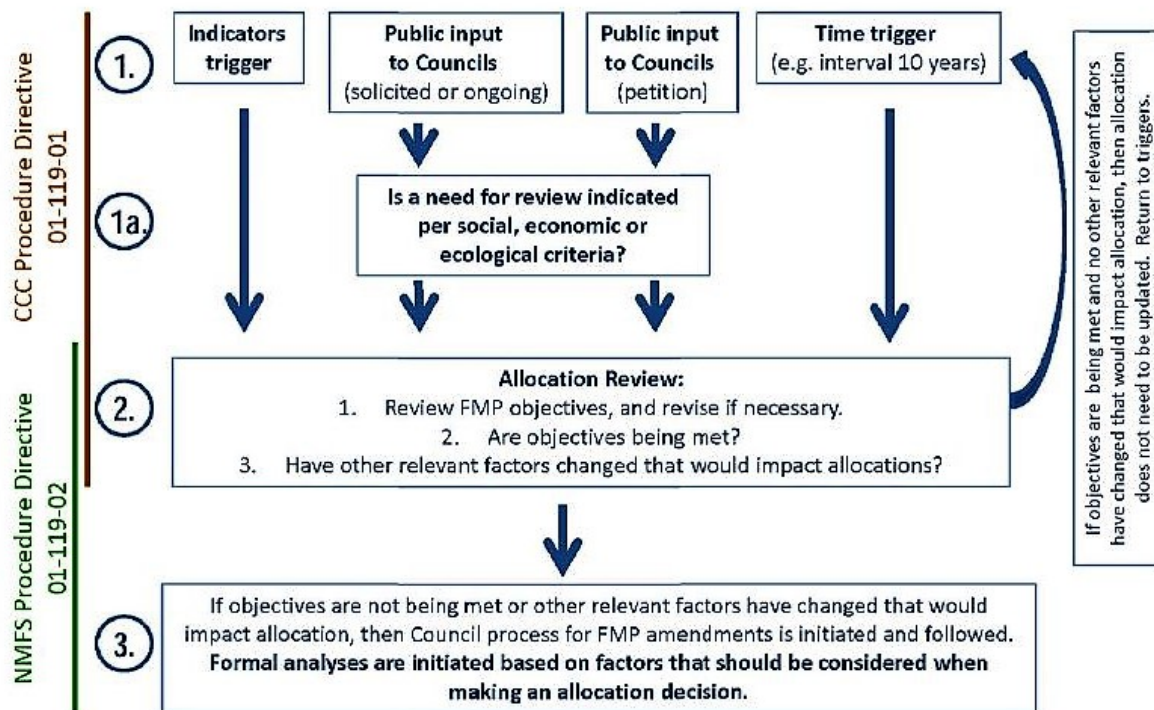 CCC Procedure Directive
01-119-01
NMFS Procedure Directive
01-119-02
1.
Indicators
trigger
Public input
to Councils
(solicited or ongoing)
Public input
to Councils
(petition)
Time trigger
(e.g. interval 10 years)
1a.
Is a need for review indicated
per social, economic or
ecological criteria?
2.
Allocation Review:
1. Review FMP objectives, and revise if necessary.
2. Are objectives being met?
3. Have other relevant factors changed that would impact allocations?
3.
If objectives are not being met or other relevant factors have changed that would
impact allocation, then Council process for FMP amendments is initiated and followed.
Formal analyses are initiated based on factors that should be considered when
making an allocation decision.
If objectives are being met and no other relevant factors
have changed that would impact allocation, then allocation
does not need to be updated. Return to triggers.